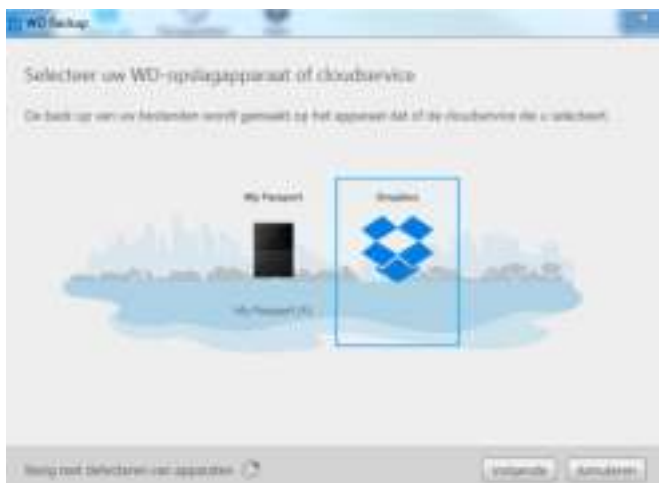 WD Backup
Selecteer uw WD-opslagapparaat of cloudservice
De back-up van uw bestanden wordt gemaakt op het apparaat dat of de cloudservice die u selecteert.
My Passport
Dropbox
My Passport
Bezig met detecteren van apparaten
Volgende
Annuleren